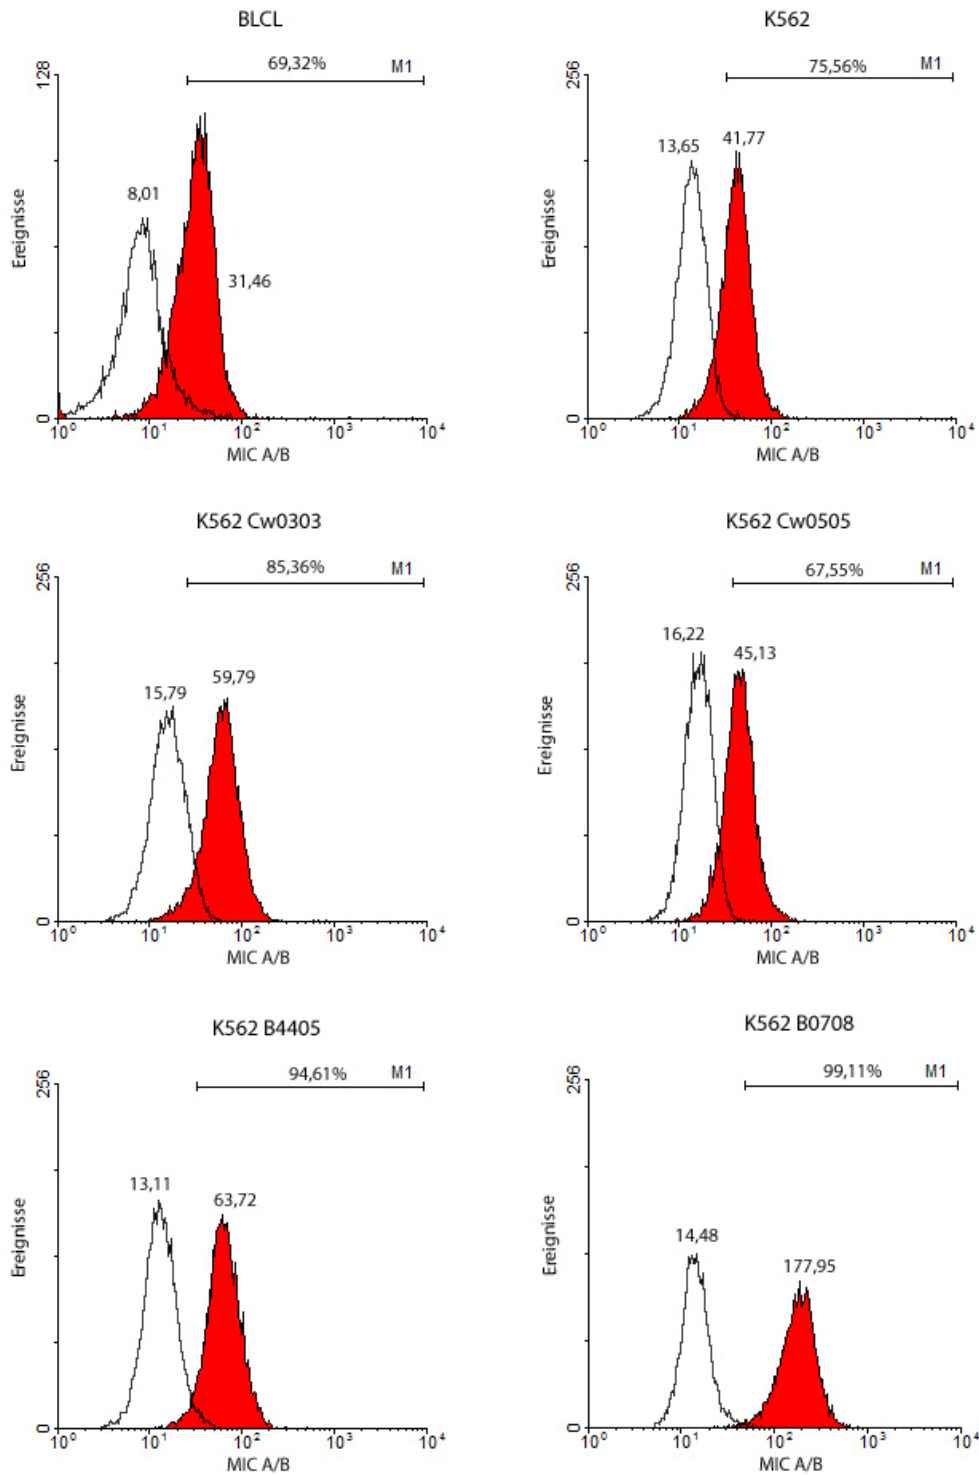 BLCL
69,32% M1
128
8,01
31,46
Ereignisse
0
10⁰ 10¹ 10² 10³ 10⁴
MIC A/B
K562
75,56% M1
256
13,65 41,77
Ereignisse
0
10⁰ 10¹ 10² 10³ 10⁴
MIC A/B
K562 Cw0303
85,36% M1
256
15,79 59,79
Ereignisse
0
10⁰ 10¹ 10² 10³ 10⁴
MIC A/B
K562 Cw0505
67,55% M1
256
16,22 45,13
Ereignisse
0
10⁰ 10¹ 10² 10³ 10⁴
MIC A/B
K562 B4405
94,61% M1
256
13,11 63,72
Ereignisse
0
10⁰ 10¹ 10² 10³ 10⁴
MIC A/B
K562 B0708
99,11% M1
256
14,48 177,95
Ereignisse
0
10⁰ 10¹ 10² 10³ 10⁴
MIC A/B